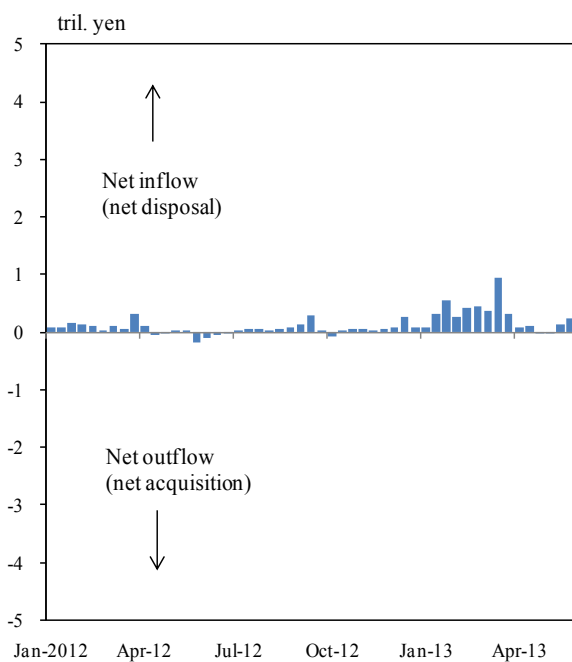 tril. yen
5
4
3
Net inflow
(net disposal)
2
1
0
-1
-2
Net outflow
(net acquisition)
-3
-4
-5
Jan-2012 Apr-12 Jul-12 Oct-12 Jan-13 Apr-13